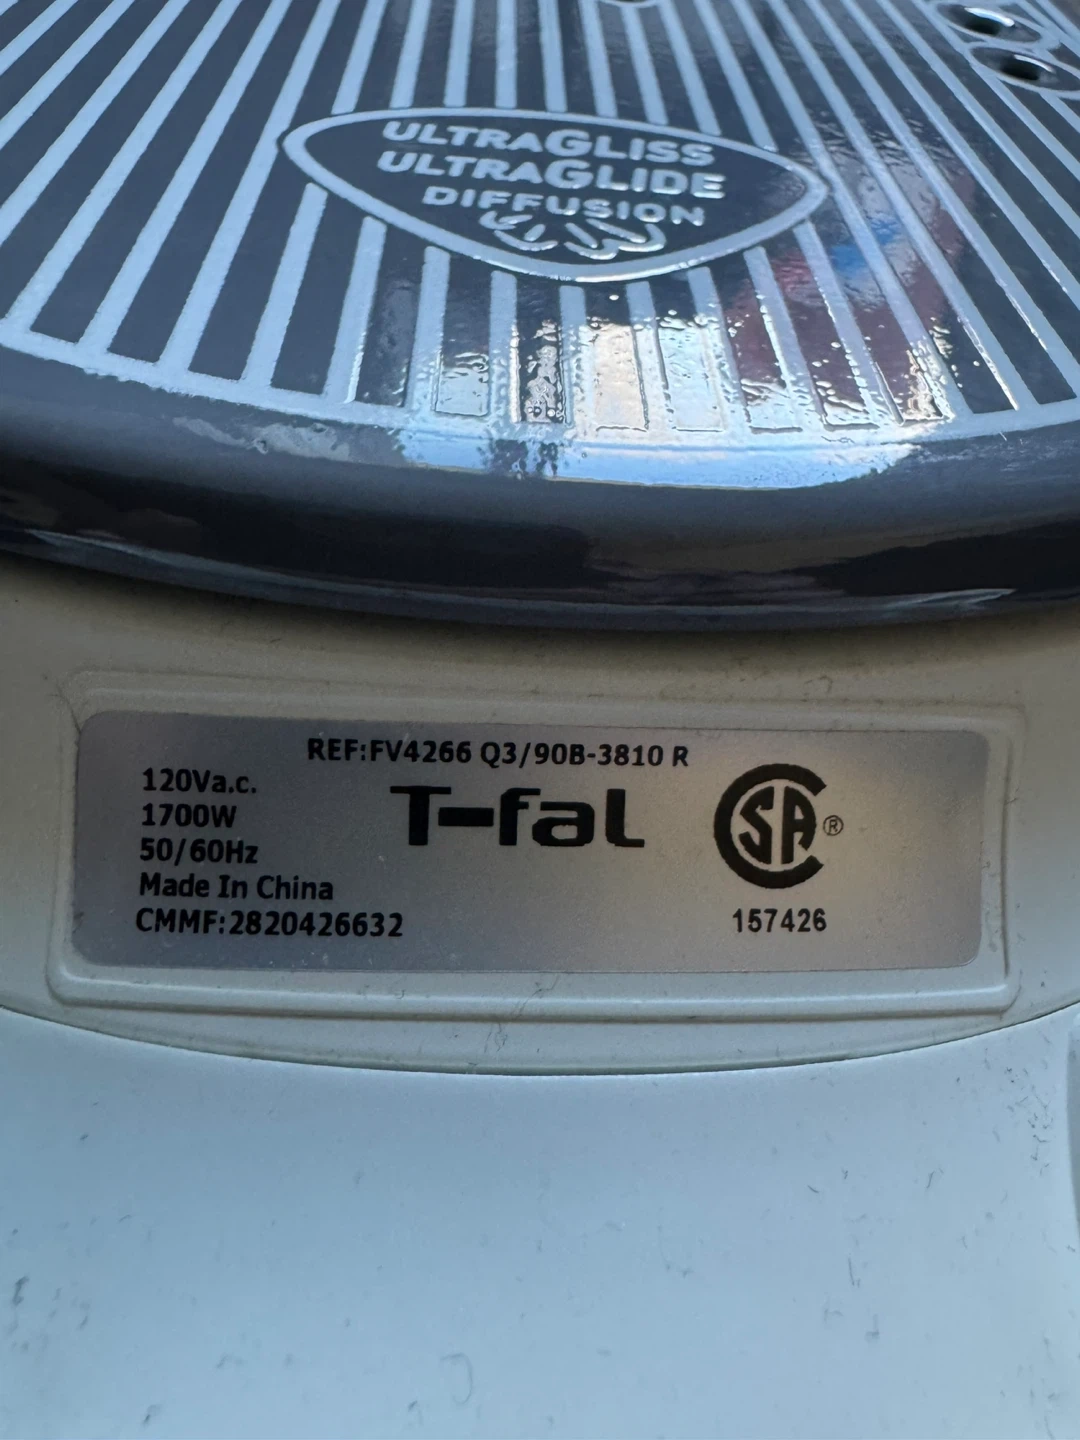 ULTRAGLISS
ULTRAGLIDE
DIFFUSION
REF:FV4266 Q3/90B-3810 R
120Va.c.
1700W
50/60Hz
Made In China
CMMF:2820426632
T-fal
CSA®
157426